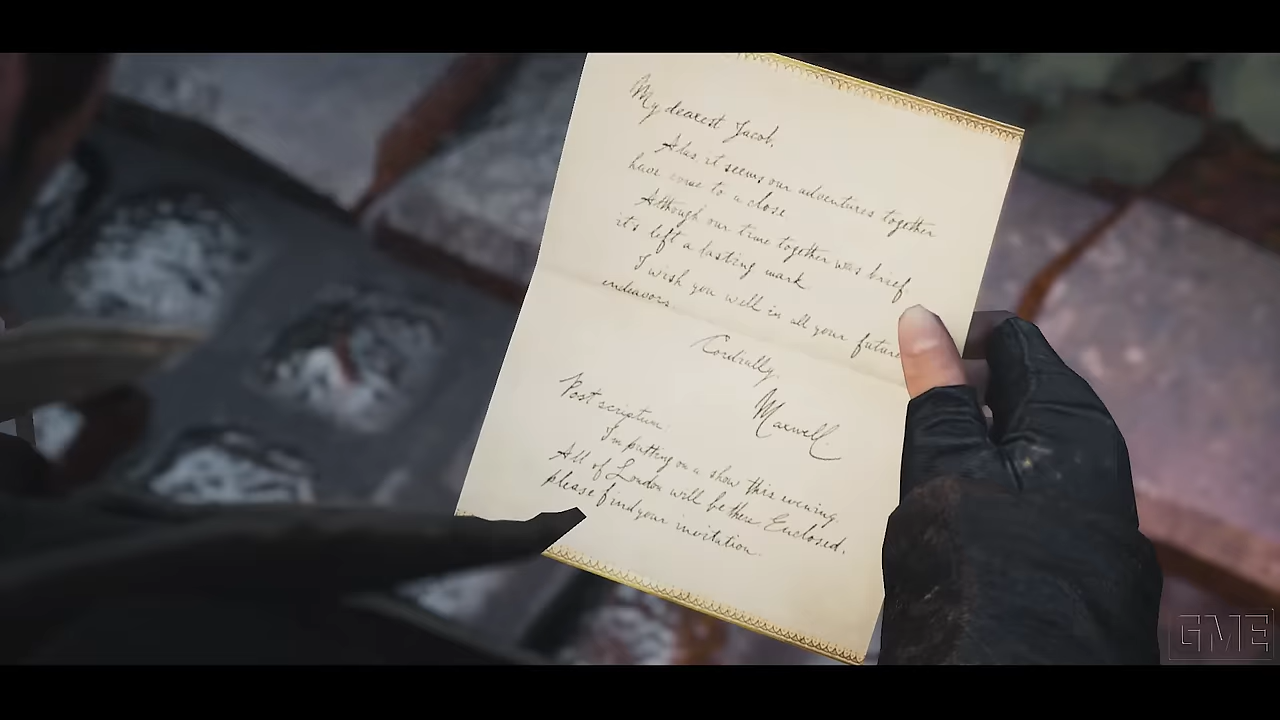 My dearest Jacob,
Alas it seems our adventures together
have come to a close
Although our time together was brief
it's left a lasting mark
I wish you well in all your future
endeavors.
Cordially
Maxwell.
Post scriptum:
I'm putting on a show this evening
All of London will be there. Enclosed,
please find your invitation.
GME